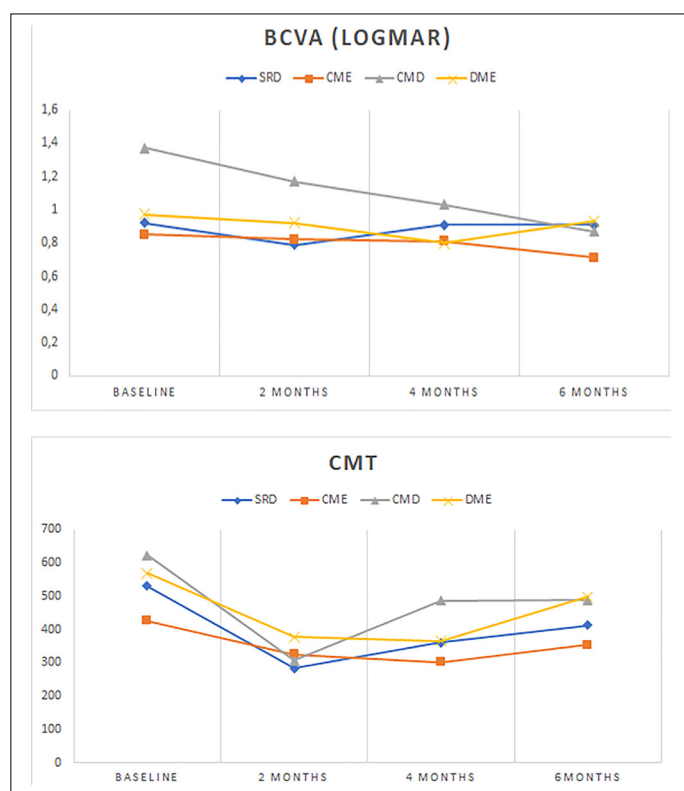 BCVA (LOGMAR)
SRD CME CMD DME
1,6
1,4
1,2
1
0,8
0,6
0,4
0,2
0
BASELINE 2 MONTHS 4 MONTHS 6 MONTHS
CMT
SRD CME CMD DME
700
600
500
400
300
200
100
0
BASELINE 2 MONTHS 4 MONTHS 6MONTHS